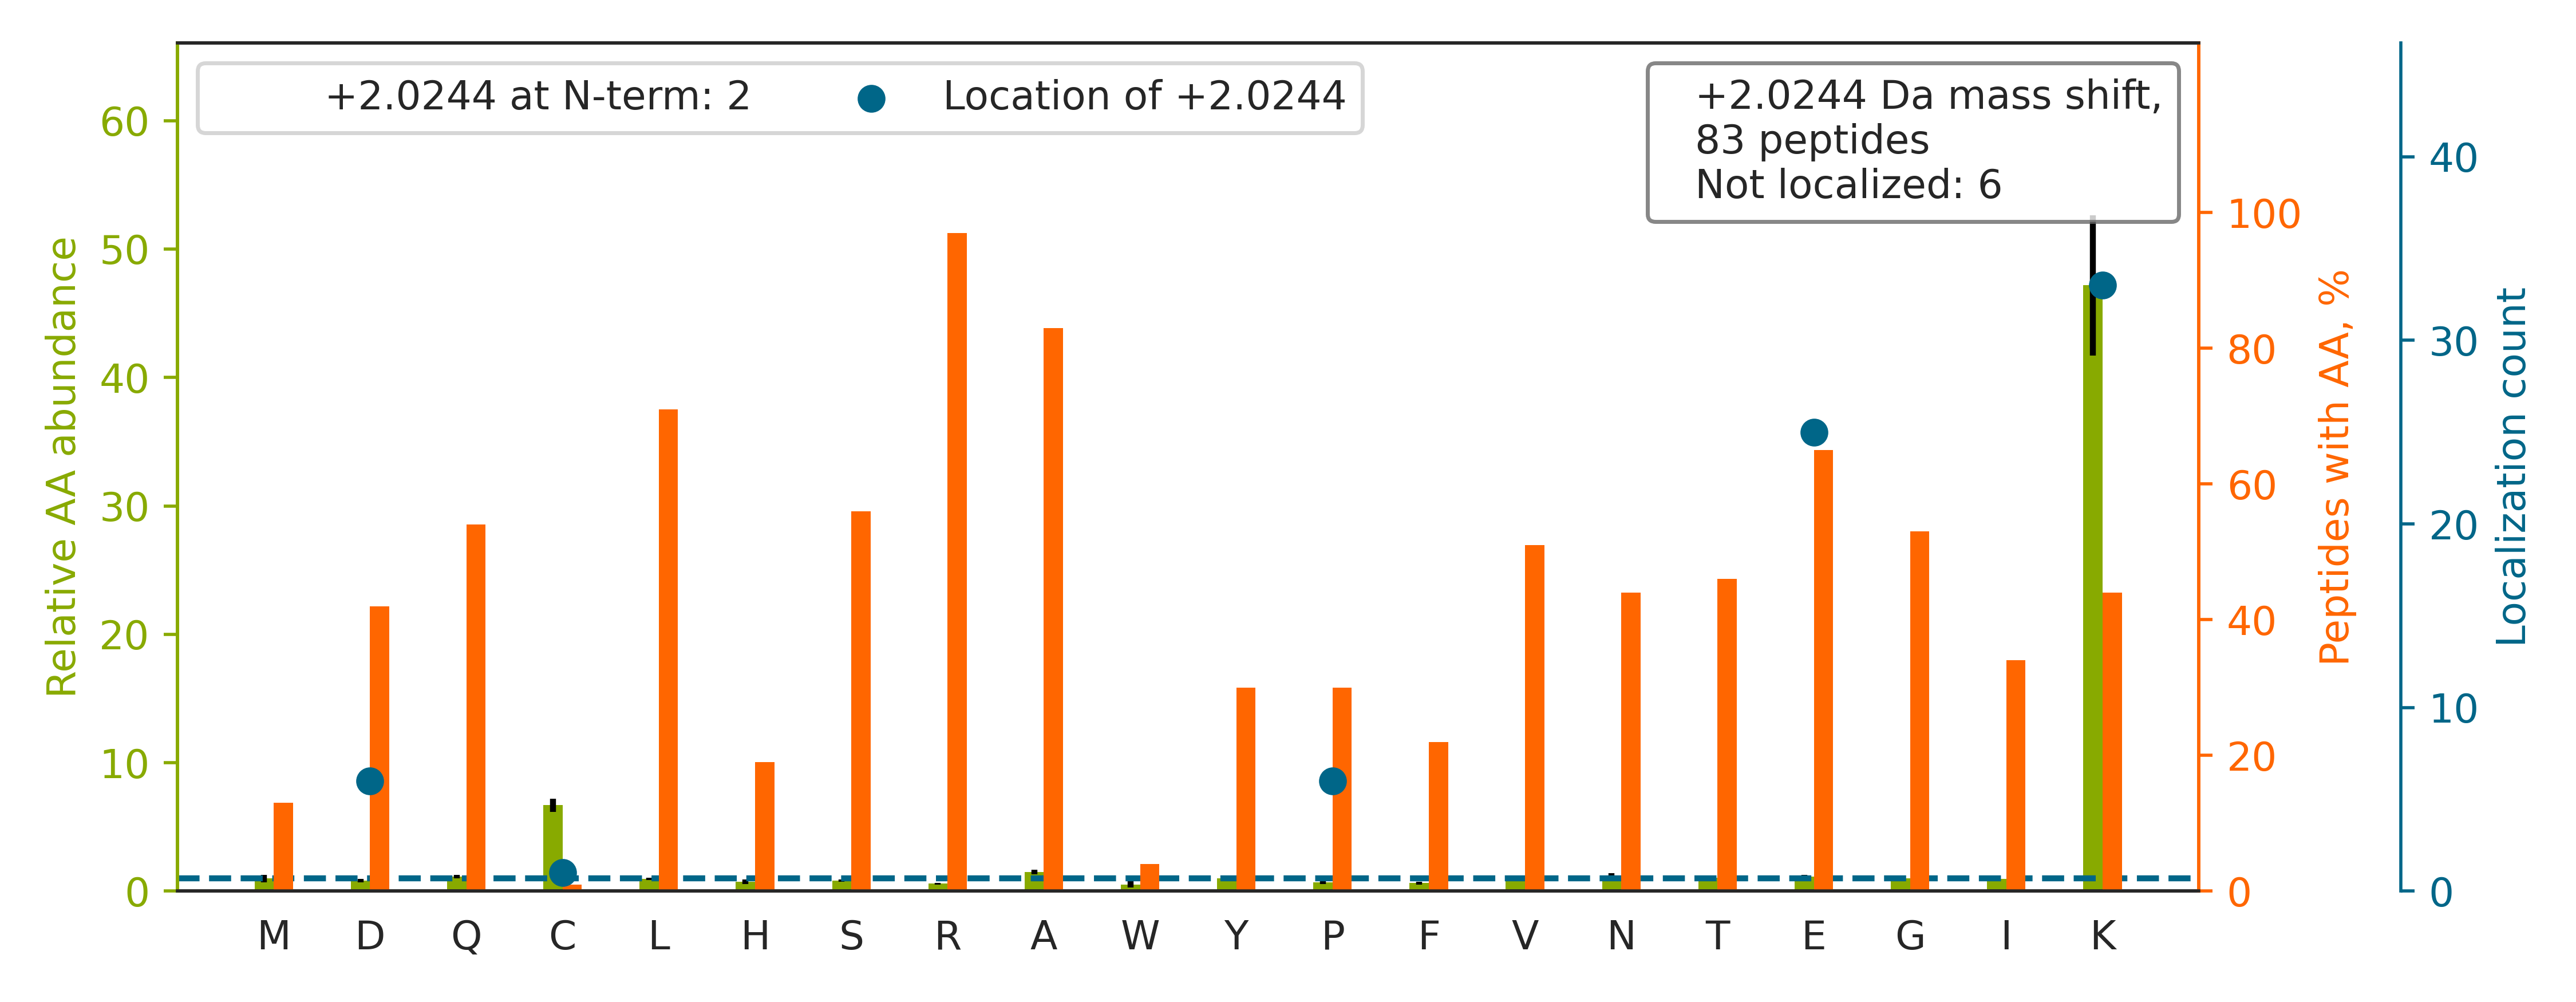 +2.0244 at N-term: 2
Location of +2.0244
+2.0244 Da mass shift,
83 peptides
Not localized: 6
Relative AA abundance
60
50
40
30
20
10
0
100
80
60
40
20
0
Peptides with AA, %
40
30
20
10
0
Localization count
M D Q C L H S R A W Y P F V N T E G I K